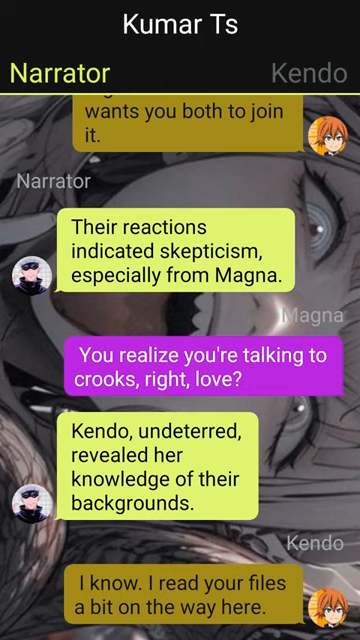 Kumar Ts
Narrator
Kendo
wants you both to join
it.
Narrator
Their reactions
indicated skepticism,
especially from Magna.
Magna
You realize you're talking to
crooks, right, love?
Kendo, undeterred,
revealed her
knowledge of their
backgrounds.
Kendo
I know. I read your files
a bit on the way here.